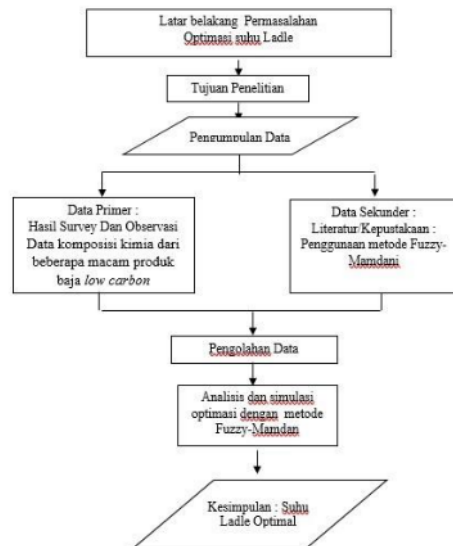 Latar belakang Permasalahan
Optimasi suhu Ladle
Tujuan Penelitian
Pengumpulan Data
Data Primer :
Hasil Survey Dan Observasi
Data komposisi kimia dari
beberapa macam produk
baja low carbon
Data Sekunder :
Literatur/Kepustakaan :
Penggunaan metode Fuzzy-
Mamdani
Pengolahan Data
Analisis dan simulasi
optimasi dengan metode
Fuzzy-Mamdan
Kesimpulan : Suhu
Ladle Optimal